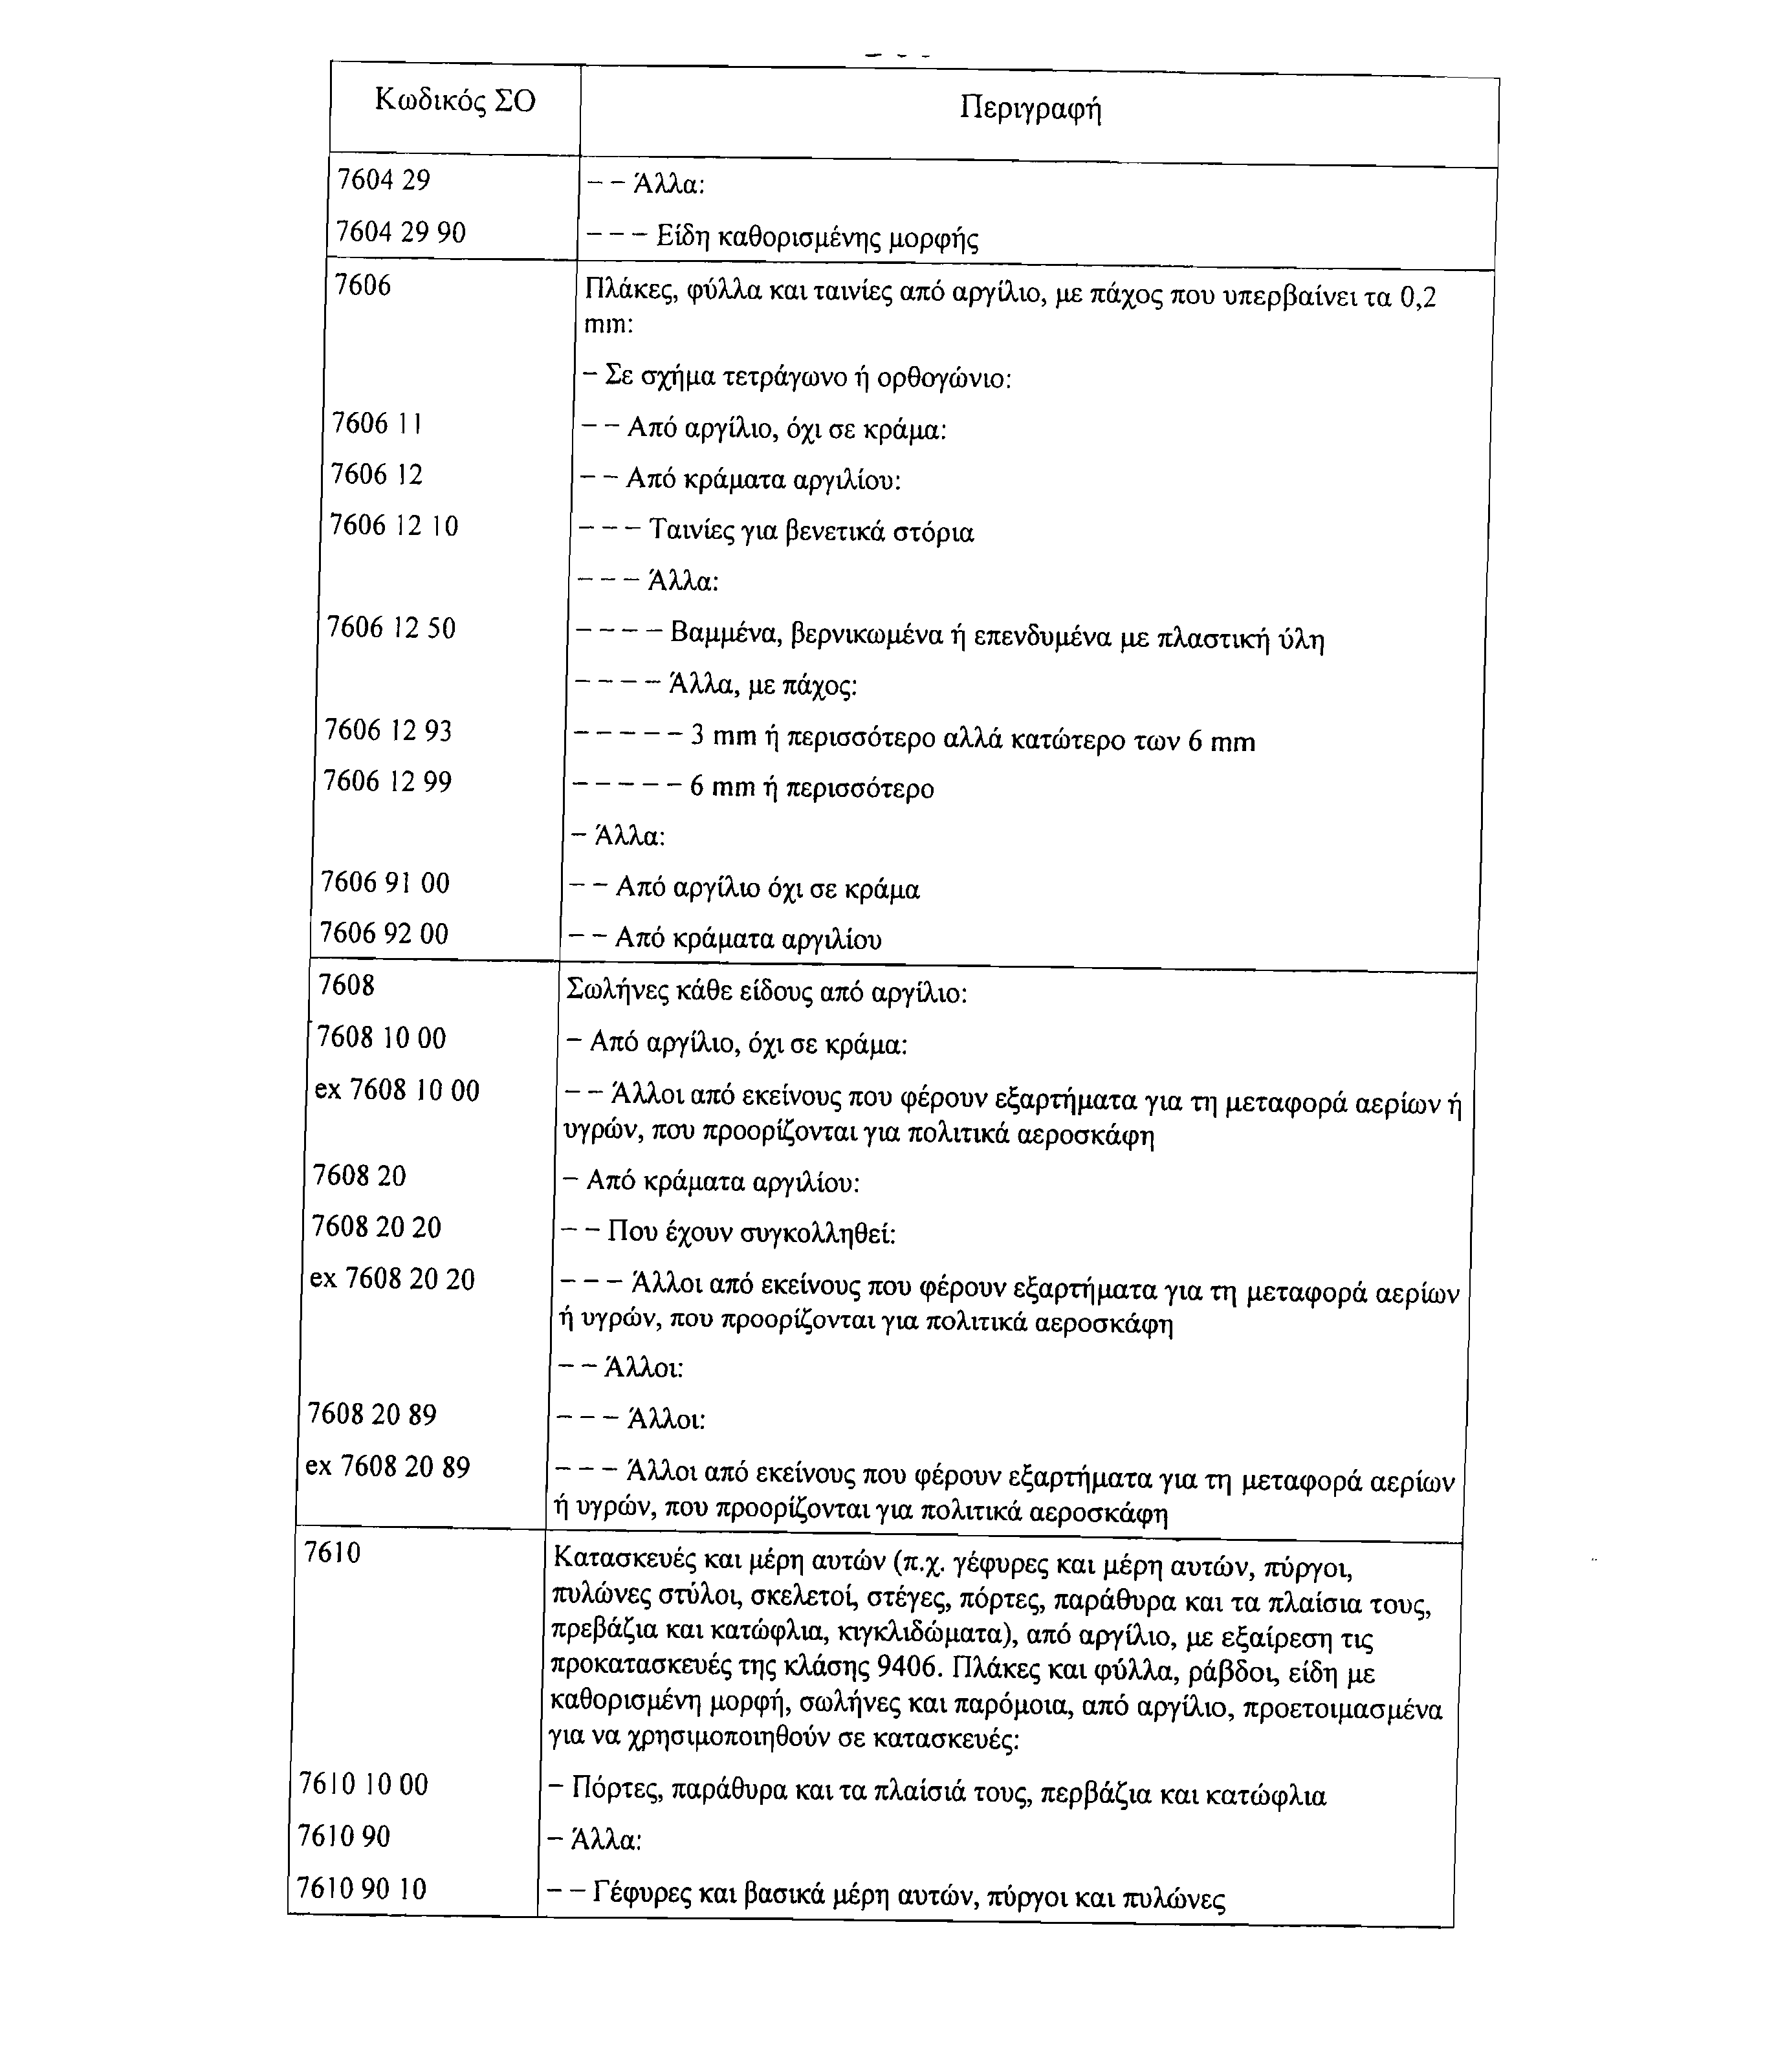 Κωδικός ΣΟ Περιγραφή
7604 29 – – Άλλα:
7604 29 90 – – – Είδη καθορισμένης μορφής
7606 Πλάκες, φύλλα και ταινίες από αργίλιο, με πάχος που υπερβαίνει τα 0,2
mm:
– Σε σχήμα τετράγωνο ή ορθογώνιο:
7606 11 – – Από αργίλιο, όχι σε κράμα:
7606 12 – – Από κράματα αργιλίου:
7606 12 10 – – – Ταινίες για βενετικά στόρια
– – – Άλλα:
7606 12 50 – – – – Βαμμένα, βερνικωμένα ή επενδυμένα με πλαστική ύλη
– – – – Άλλα, με πάχος:
7606 12 93 – – – – – 3 mm ή περισσότερο αλλά κατώτερο των 6 mm
7606 12 99 – – – – – 6 mm ή περισσότερο
– Άλλα:
7606 91 00 – – Από αργίλιο όχι σε κράμα
7606 92 00 – – Από κράματα αργιλίου
7608 Σωλήνες κάθε είδους από αργίλιο:
7608 10 00 – Από αργίλιο, όχι σε κράμα:
ex 7608 10 00 – – Άλλοι από εκείνους που φέρουν εξαρτήματα για τη μεταφορά αερίων ή
υγρών, που προορίζονται για πολιτικά αεροσκάφη
7608 20 – Από κράματα αργιλίου:
7608 20 20 – – Που έχουν συγκολληθεί:
ex 7608 20 20 – – – Άλλοι από εκείνους που φέρουν εξαρτήματα για τη μεταφορά αερίων
ή υγρών, που προορίζονται για πολιτικά αεροσκάφη
– – Άλλοι:
7608 20 89 – – – Άλλοι:
ex 7608 20 89 – – – Άλλοι από εκείνους που φέρουν εξαρτήματα για τη μεταφορά αερίων
ή υγρών, που προορίζονται για πολιτικά αεροσκάφη
7610 Κατασκευές και μέρη αυτών (π.χ. γέφυρες και μέρη αυτών, πύργοι,
πυλώνες στύλοι, σκελετοί, στέγες, πόρτες, παράθυρα και τα πλαίσια τους,
πρεβάζια και κατώφλια, κιγκλιδώματα), από αργίλιο, με εξαίρεση τις
προκατασκευές της κλάσης 9406. Πλάκες και φύλλα, ράβδοι, είδη με
καθορισμένη μορφή, σωλήνες και παρόμοια, από αργίλιο, προετοιμασμένα
για να χρησιμοποιηθούν σε κατασκευές:
7610 10 00 – Πόρτες, παράθυρα και τα πλαίσιά τους, περβάζια και κατώφλια
7610 90 – Άλλα:
7610 90 10 – – Γέφυρες και βασικά μέρη αυτών, πύργοι και πυλώνες